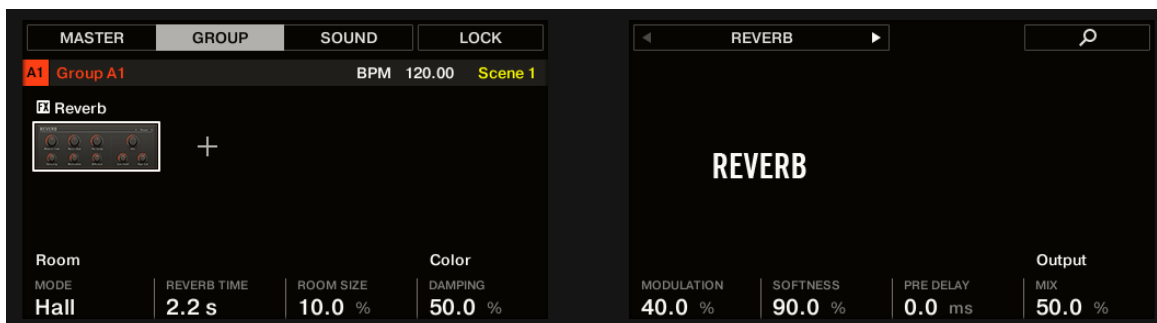 MASTER GROUP SOUND LOCK
A1 Group A1 BPM 120.00 Scene 1
FX Reverb
REVERB
Room Color
MODE REVERB TIME ROOM SIZE DAMPING
Hall 2.2 s 10.0 % 50.0 %
REVERB
REVERB
Output
MODULATION SOFTNESS PRE DELAY MIX
40.0 % 90.0 % 0.0 ms 50.0 %